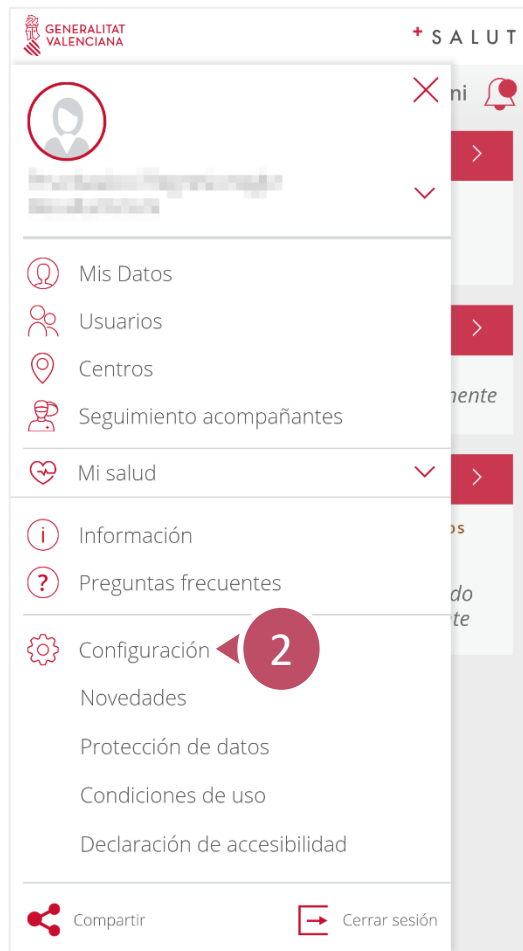 GENERALITAT
VALENCIANA
+ SALUT
ni
Mis Datos
Usuarios
Centros
Seguimiento acompañantes
Mi salud
Información
Preguntas frecuentes
Configuración 2
Novedades
Protección de datos
Condiciones de uso
Declaración de accesibilidad
Compartir
Cerrar sesión
nente
os
do
te